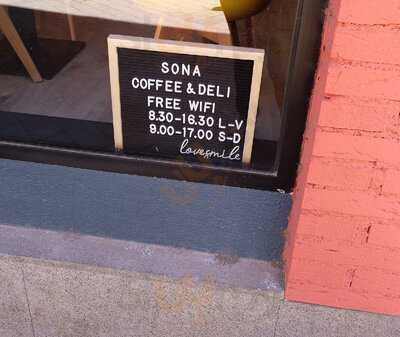 SONA
COFFEE & DELI
FREE WIFI
8.30-16.30 L-V
9.00-17.00 S-D
lovesmile